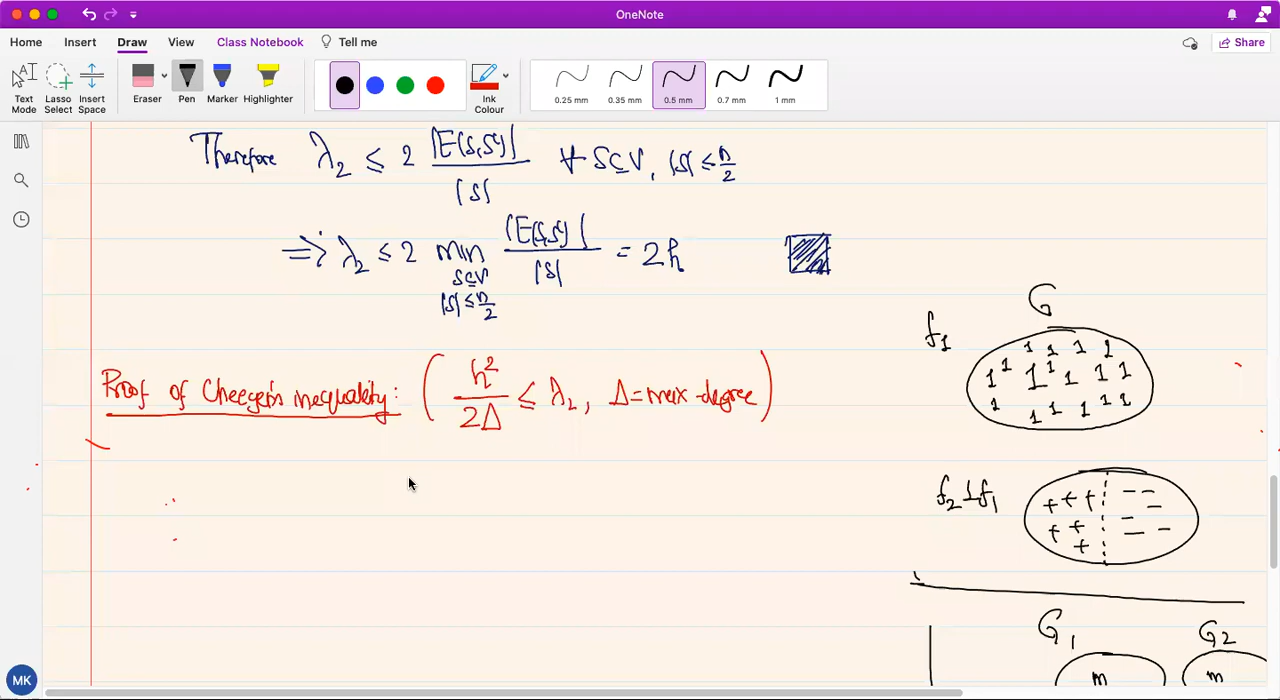 OneNote
Home Insert Draw View Class Notebook Tell me
Share
Text Mode
Lasso Select
Insert Space
Eraser
Pen
Marker
Highlighter
Ink Colour
0.25 mm
0.35 mm
0.5 mm
0.7 mm
1 mm
Therefore λ₂ ≤ 2 |E(S,Sᶜ)| / |S| ∀ S⊆V, |S| ≤ n/2
⟹ λ₂ ≤ 2 min S⊆V |S| ≤ n/2 |E(S,Sᶜ)| / |S| = 2h
Proof of Cheeger's inequality: ( h² / 2Δ ≤ λ₂, Δ = max-degree )
G
f₁
1 1 1 1
1 1 1 1 1 1 1
1 1 1 1 1 1
f₂ ⊥ f₁
+ + + − −
+ + − − −
+
G₁ G₂
m m
MK